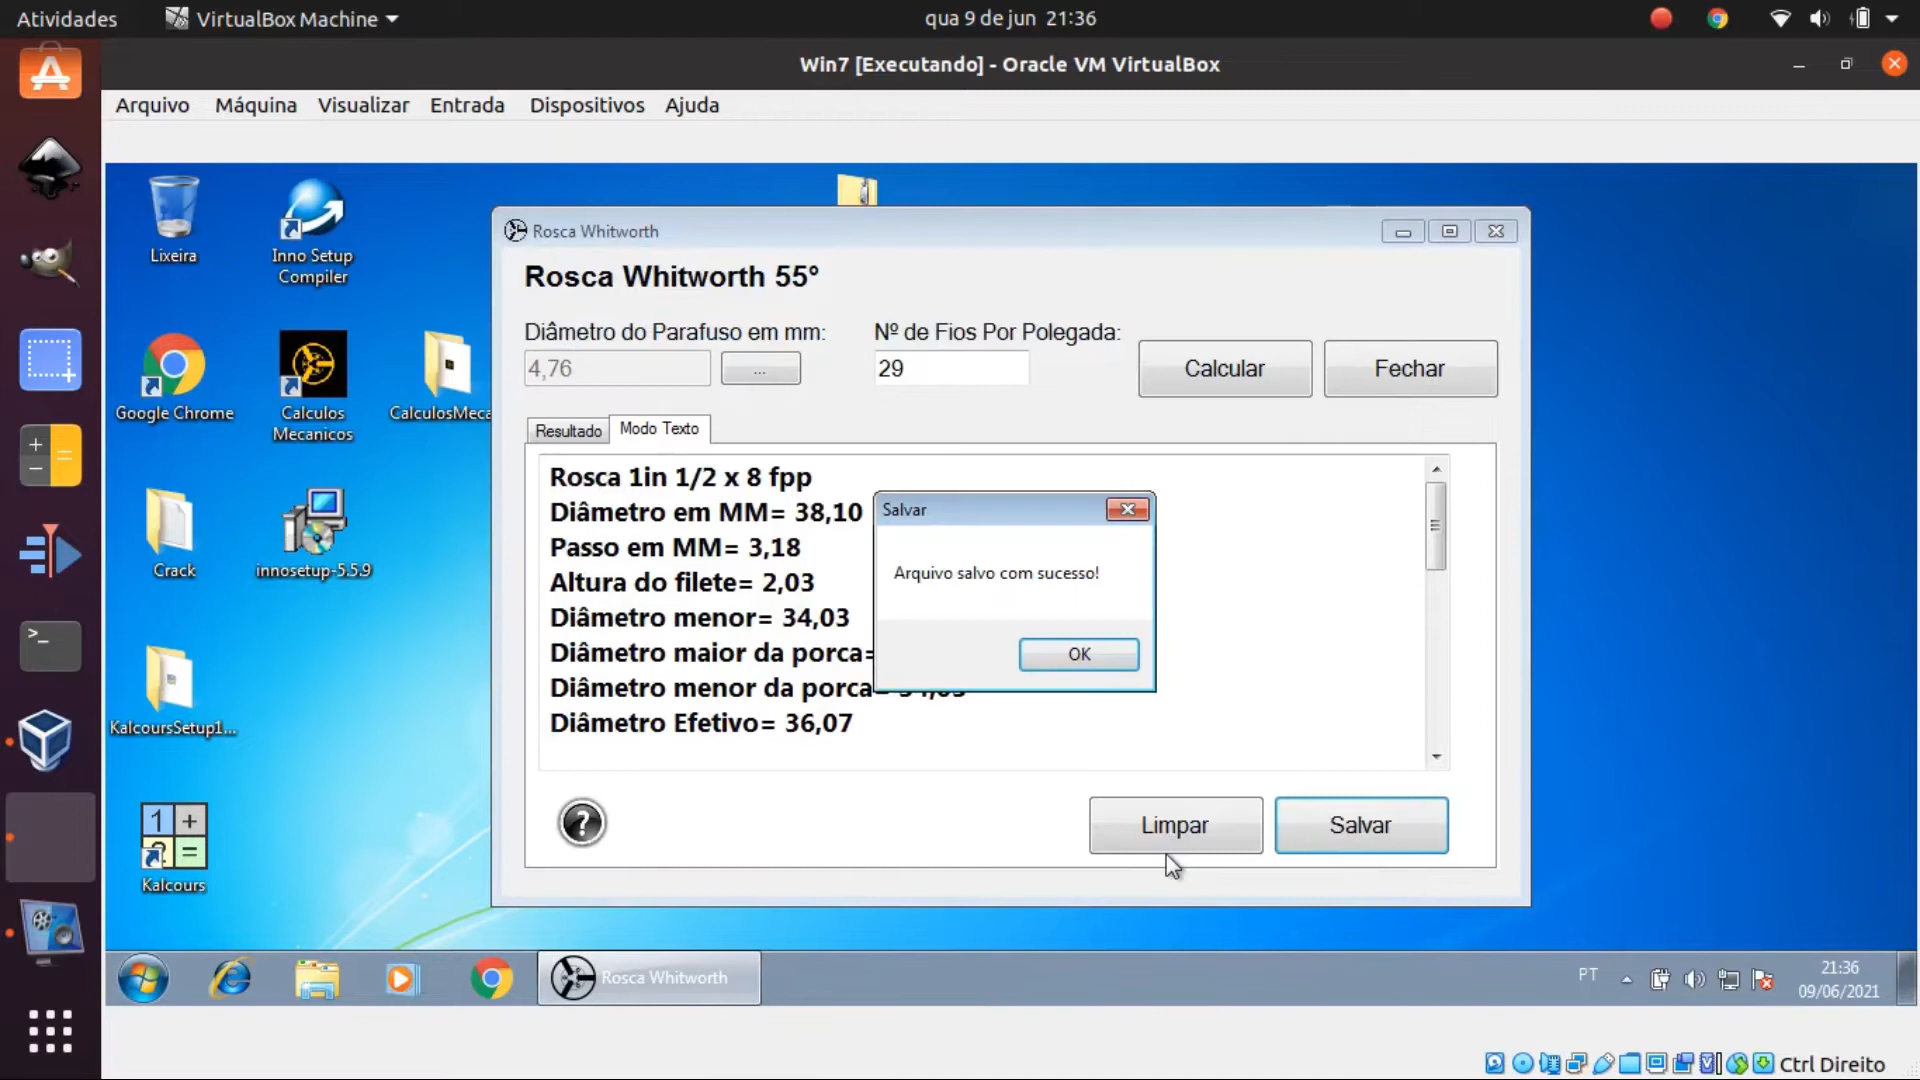 Atividades
VirtualBox Machine
qua 9 de jun 21:36
Win7 [Executando] - Oracle VM VirtualBox
Arquivo Máquina Visualizar Entrada Dispositivos Ajuda
Lixeira
Inno Setup
Compiler
Google Chrome
Calculos
Mecanicos
CalculosMeca
Crack
innosetup-5.5.9
KalcoursSetup1...
Kalcours
Rosca Whitworth
Rosca Whitworth 55°
Diâmetro do Parafuso em mm:
Nº de Fios Por Polegada:
4,76
...
29
Calcular
Fechar
Resultado
Modo Texto
Rosca 1in 1/2 x 8 fpp
Diâmetro em MM= 38,10
Passo em MM= 3,18
Altura do filete= 2,03
Diâmetro menor= 34,03
Diâmetro maior da porca=
Diâmetro menor da porca=
Diâmetro Efetivo= 36,07
Salvar
Arquivo salvo com sucesso!
OK
?
Limpar
Salvar
Rosca Whitworth
PT
21:36
09/06/2021
Ctrl Direito